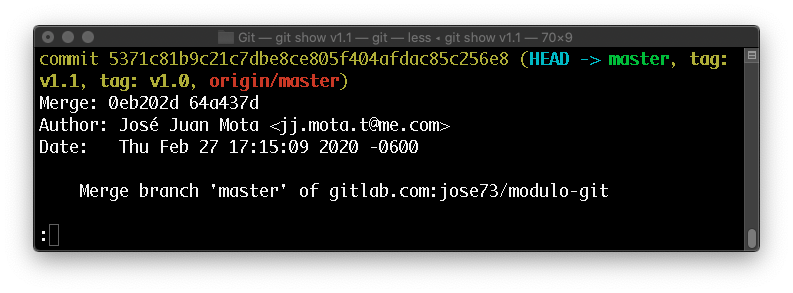 Git — git show v1.1 — git — less ◂ git show v1.1 — 70×9
commit 5371c81b9c21c7dbe8ce805f404afdac85c256e8 (HEAD -> master, tag:
v1.1, tag: v1.0, origin/master)
Merge: 0eb202d 64a437d
Author: José Juan Mota <jj.mota.t@me.com>
Date:   Thu Feb 27 17:15:09 2020 -0600
    Merge branch 'master' of gitlab.com:jose73/modulo-git
: